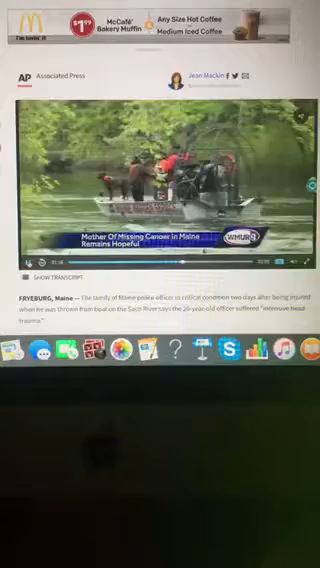 $1.99
McCafé Bakery Muffin
&
Any Size Hot Coffee
or
Medium Iced Coffee
i'm lovin' it
AP Associated Press
Jean Mackin
Mother Of Missing Canoer in Maine
Remains Hopeful
WMUR 9
SHOW TRANSCRIPT
FRYEBURG, Maine — The family of Maine police officer in critical condition two days after being injured
when he was thrown from boat on the Saco River says the 20-year-old officer suffered "extensive head
trauma."